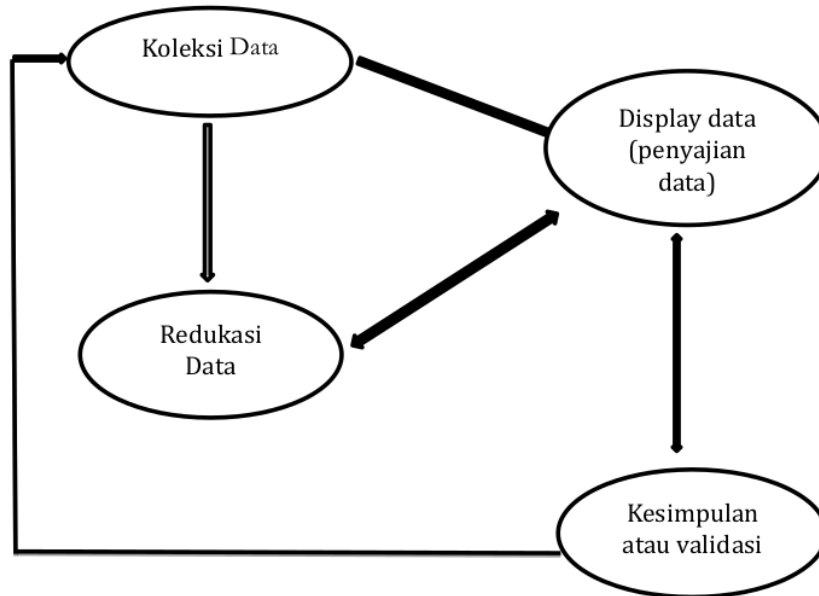 Koleksi Data
Display data
(penyajian
data)
Redukasi
Data
Kesimpulan
atau validasi